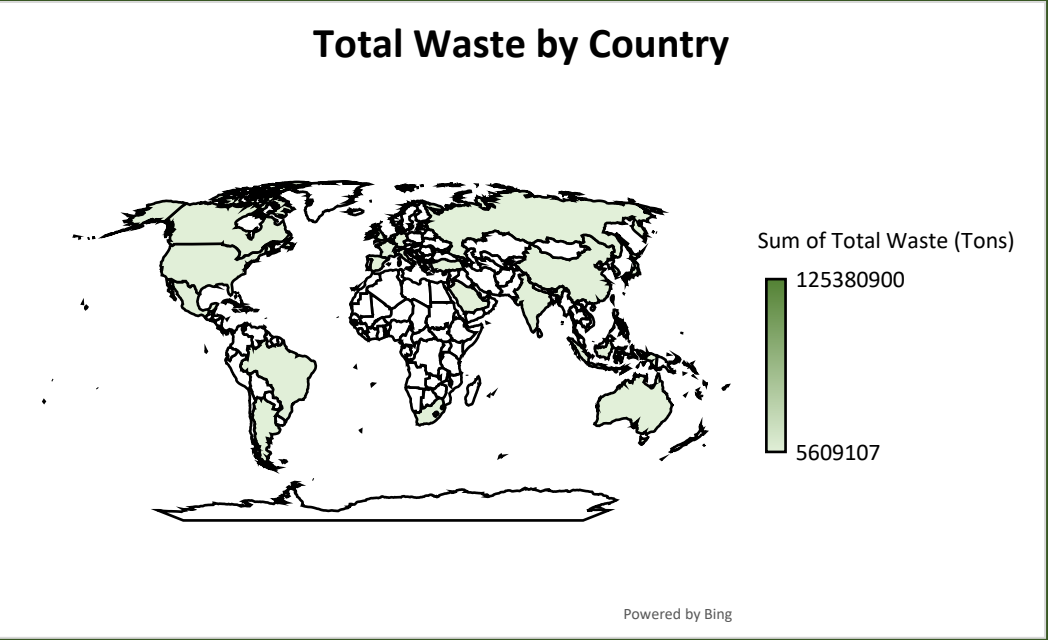 Total Waste by Country
Sum of Total Waste (Tons)
125380900
5609107
Powered by Bing